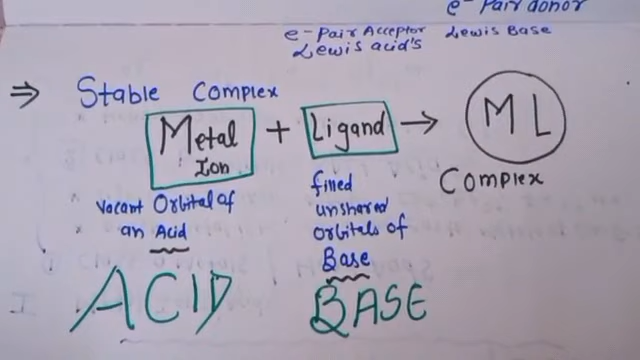 e- Pair donor
e- Pair Acceptor Lewis Base
Lewis acid's
⇒ Stable Complex
Metal Ion + Ligand → ML
Complex
vacant Orbital of
an Acid
filled
unshared
orbitals of
Base
ACID BASE